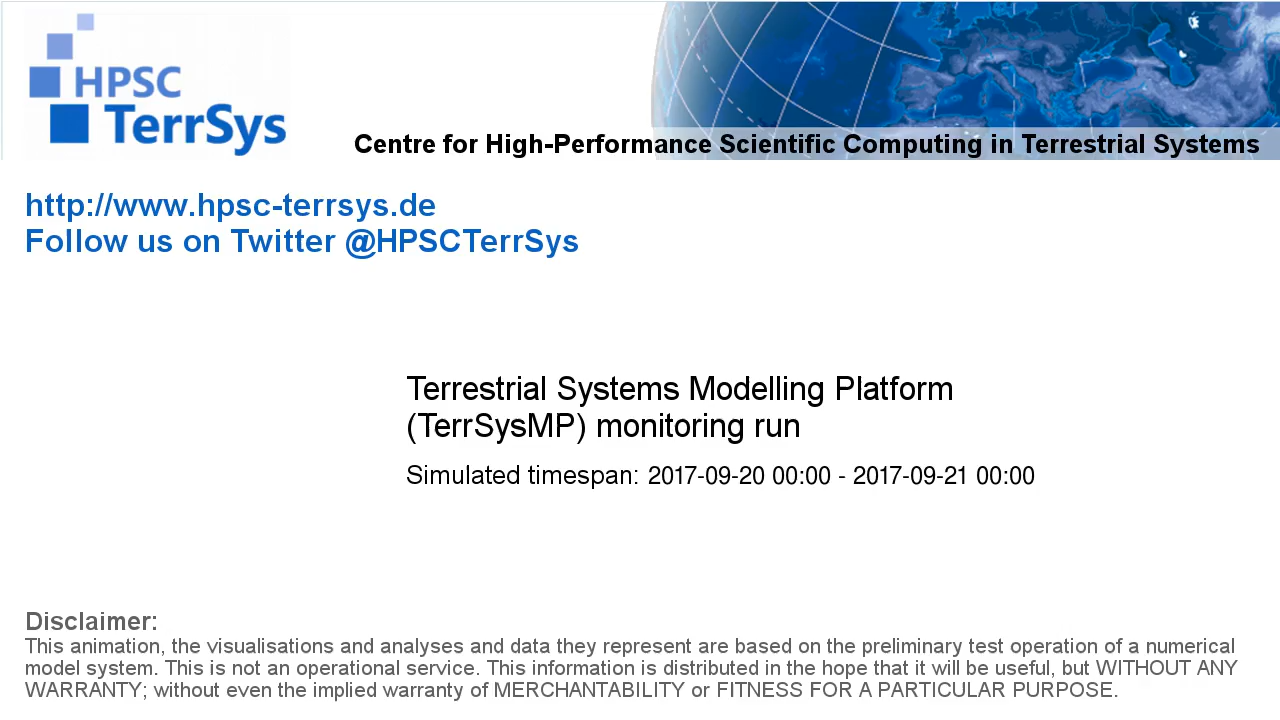 HPSC
TerrSys
Centre for High-Performance Scientific Computing in Terrestrial Systems
http://www.hpsc-terrsys.de
Follow us on Twitter @HPSCTerrSys
Terrestrial Systems Modelling Platform
(TerrSysMP) monitoring run
Simulated timespan: 2017-09-20 00:00 - 2017-09-21 00:00
Disclaimer:
This animation, the visualisations and analyses and data they represent are based on the preliminary test operation of a numerical
model system. This is not an operational service. This information is distributed in the hope that it will be useful, but WITHOUT ANY
WARRANTY; without even the implied warranty of MERCHANTABILITY or FITNESS FOR A PARTICULAR PURPOSE.